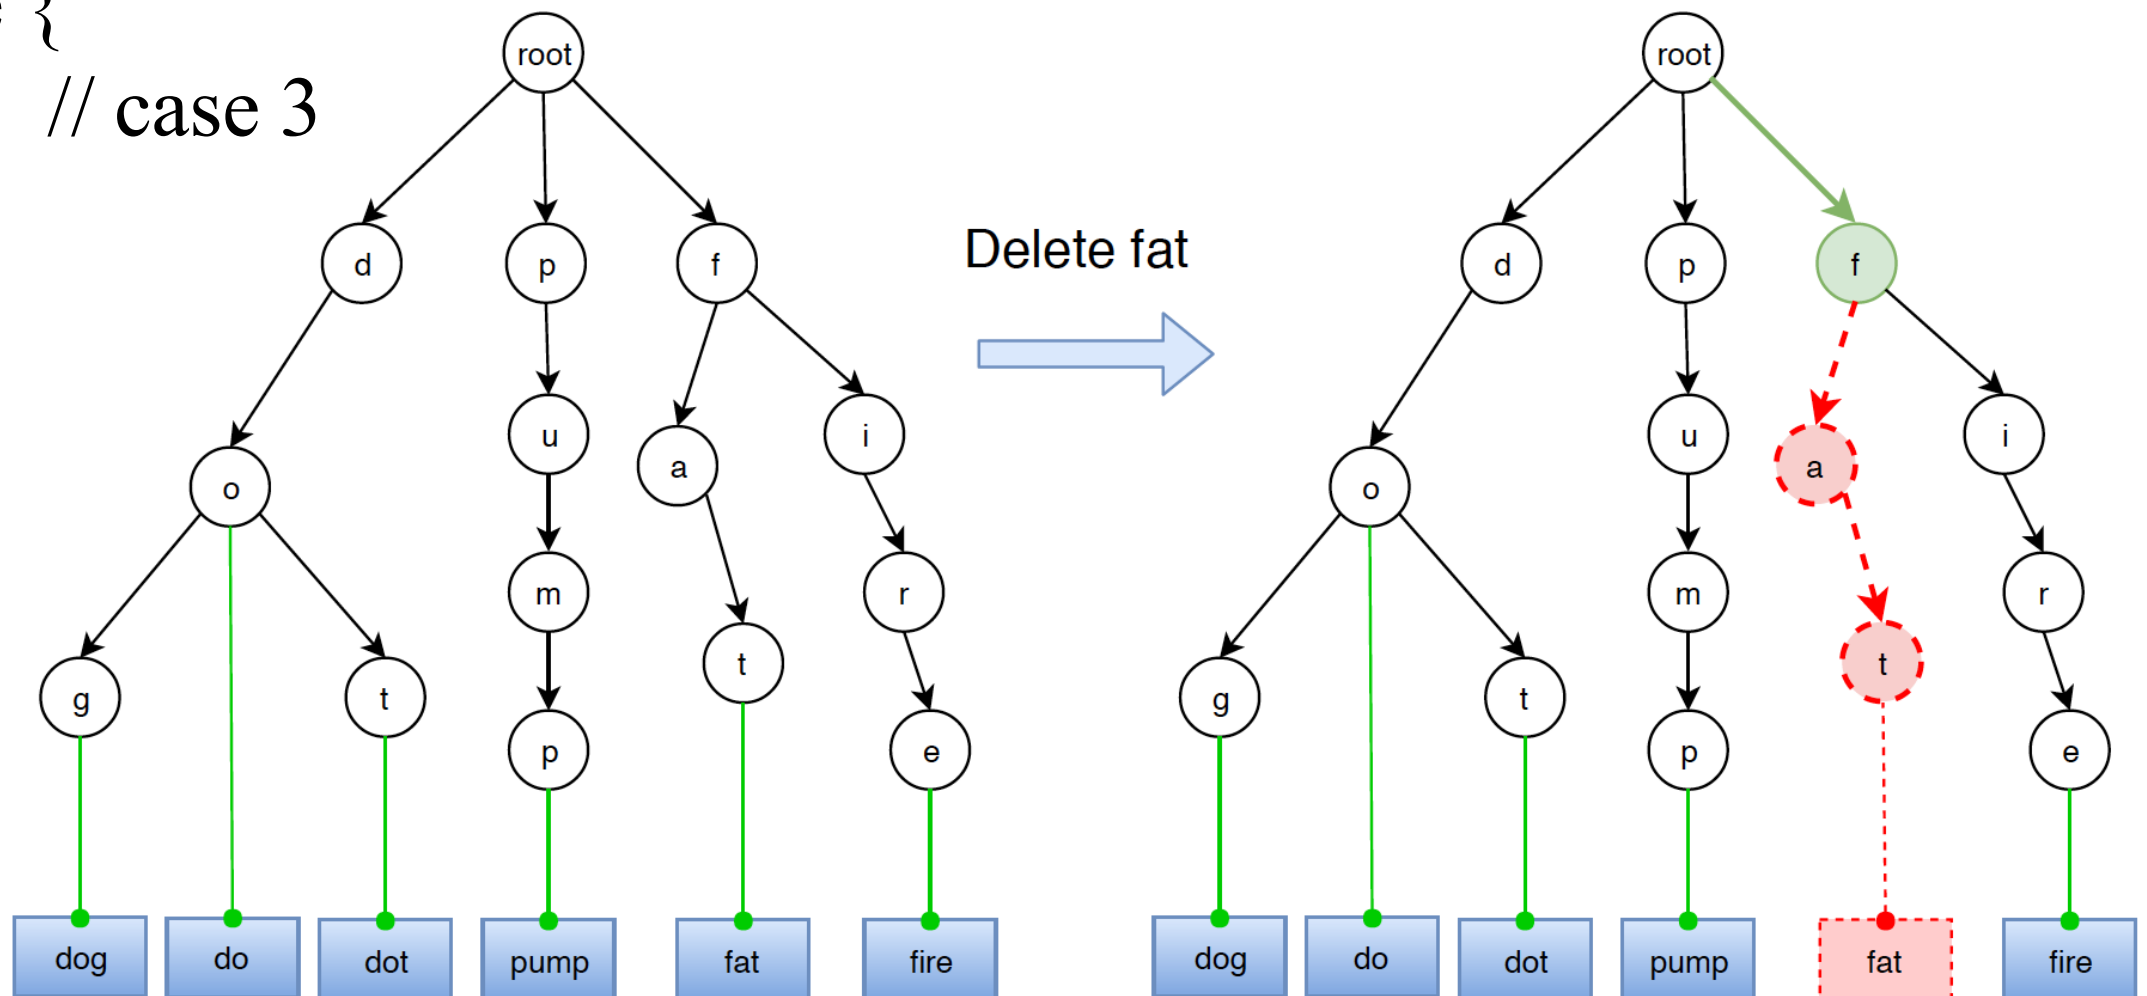 {
// case 3
root
d
p
f
o
u
a
i
m
r
g
t
t
p
e
dog
do
dot
pump
fat
fire
Delete fat
root
d
p
f
o
u
a
i
m
r
g
t
t
p
e
dog
do
dot
pump
fat
fire